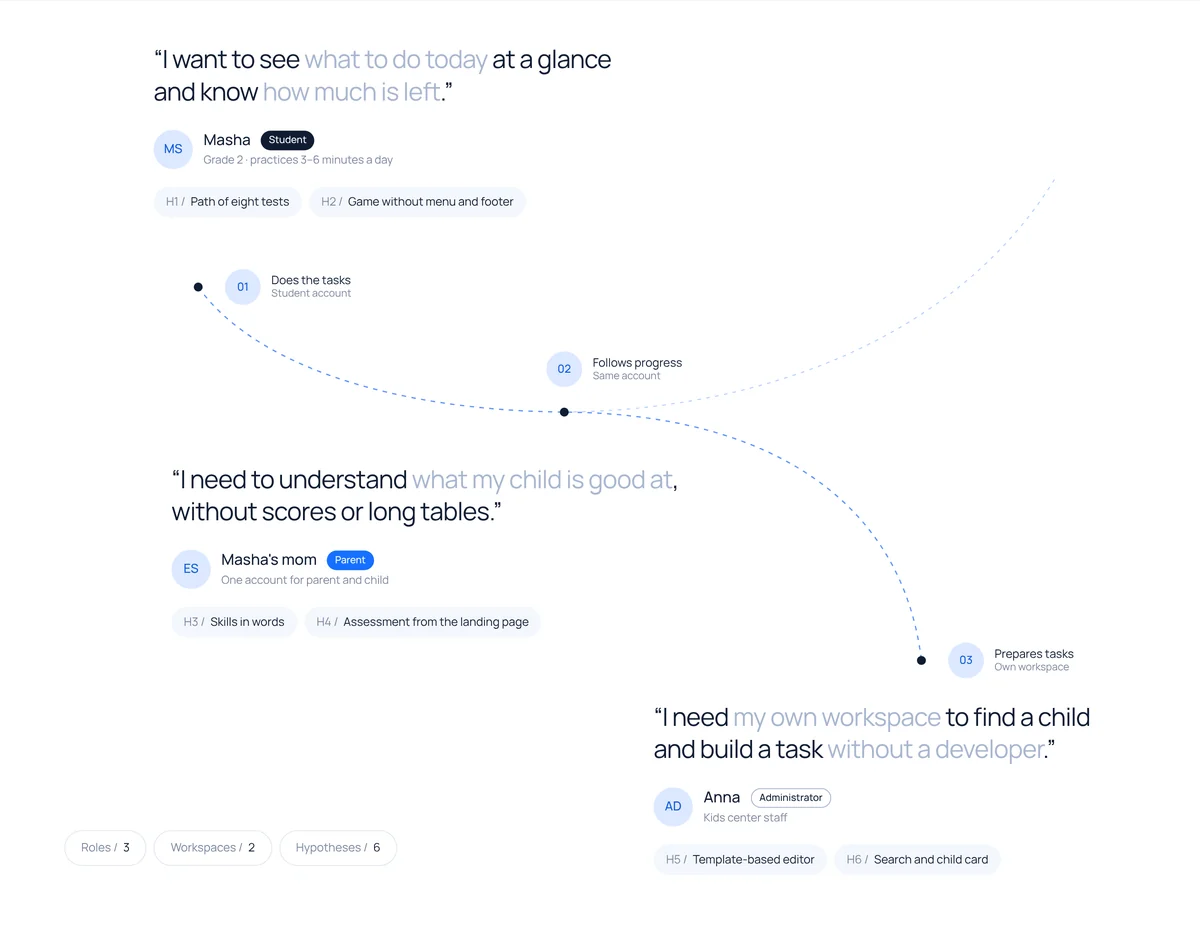 “I want to see what to do today at a glance
and know how much is left.”
MS
Masha
Student
Grade 2 · practices 3–6 minutes a day
H1 / Path of eight tests
H2 / Game without menu and footer
01
Does the tasks
Student account
02
Follows progress
Same account
“I need to understand what my child is good at,
without scores or long tables.”
ES
Masha's mom
Parent
One account for parent and child
H3 / Skills in words
H4 / Assessment from the landing page
03
Prepares tasks
Own workspace
“I need my own workspace to find a child
and build a task without a developer.”
AD
Anna
Administrator
Kids center staff
H5 / Template-based editor
H6 / Search and child card
Roles / 3
Workspaces / 2
Hypotheses / 6